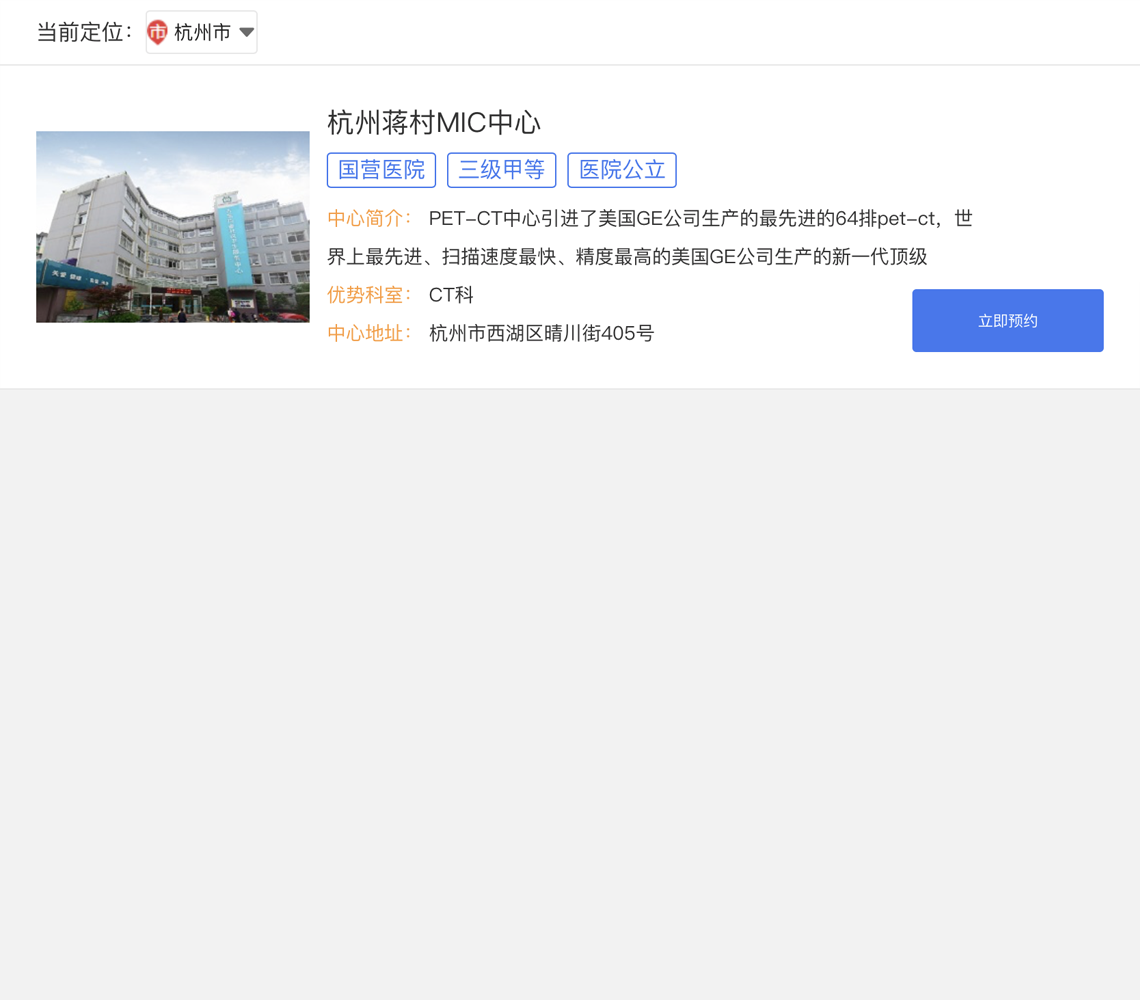 当前定位： 市 杭州市
杭州蒋村MIC中心
国营医院 三级甲等 医院公立
中心简介： PET-CT中心引进了美国GE公司生产的最先进的64排pet-ct，世
界上最先进、扫描速度最快、精度最高的美国GE公司生产的新一代顶级
优势科室： CT科
中心地址： 杭州市西湖区晴川街405号
立即预约